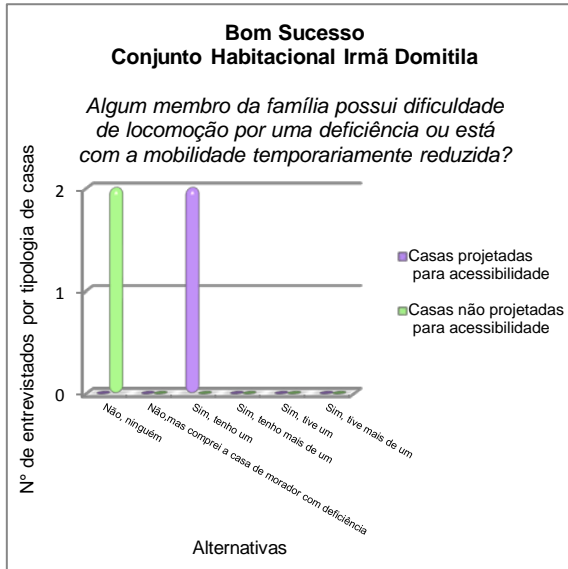 Bom Sucesso
Conjunto Habitacional Irmã Domitila
Algum membro da família possui dificuldade
de locomoção por uma deficiência ou está
com a mobilidade temporariamente reduzida?
N° de entrevistados por tipologia de casas
2
1
0
Casas projetadas
para acessibilidade
Casas não projetadas
para acessibilidade
Não, ninguém
Não,mas comprei a casa de morador com deficiência
Sim, tenho um
Sim, tenho mais de um
Sim, tive um
Sim, tive mais de um
Alternativas